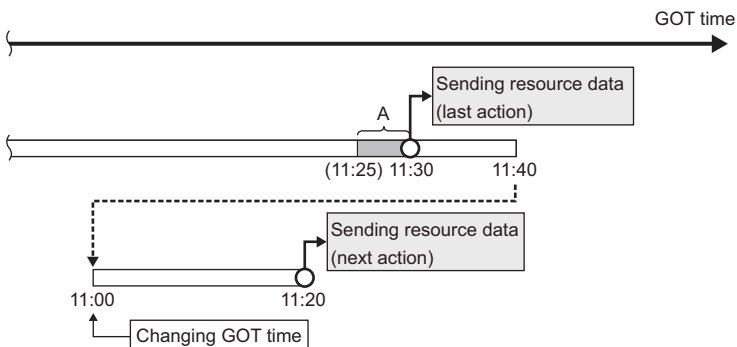 GOT time
Sending resource data
(last action)
A
(11:25) 11:30 11:40
Sending resource data
(next action)
11:00 11:20
Changing GOT time